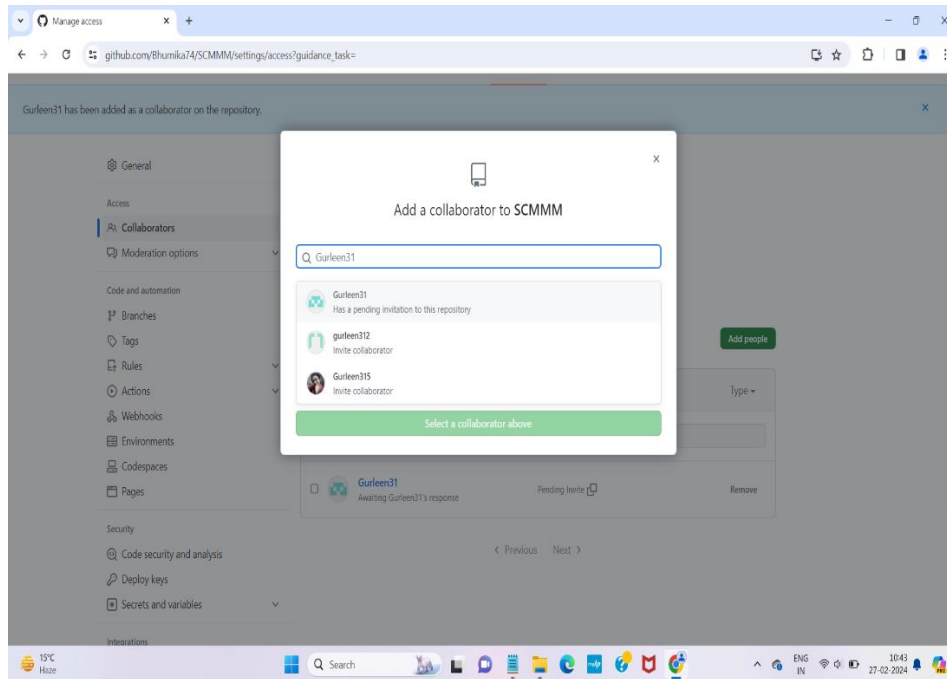 Manage access
github.com/Bhumika74/SCMMM/settings/access?guidance_task=
Gurleen31 has been added as a collaborator on the repository.
General
Access
Collaborators
Moderation options
Code and automation
Branches
Tags
Rules
Actions
Webhooks
Environments
Codespaces
Pages
Security
Code security and analysis
Deploy keys
Secrets and variables
Integrations
Add a collaborator to SCMMM
Gurleen31
Gurleen31
Has a pending invitation to this repository
gurleen312
Invite collaborator
Gurleen315
Invite collaborator
Select a collaborator above
Add people
Type
Gurleen31
Awaiting Gurleen31's response
Pending Invite
Remove
Previous Next
15°C
Haze
Search
ENG
IN
10:43
27-02-2024